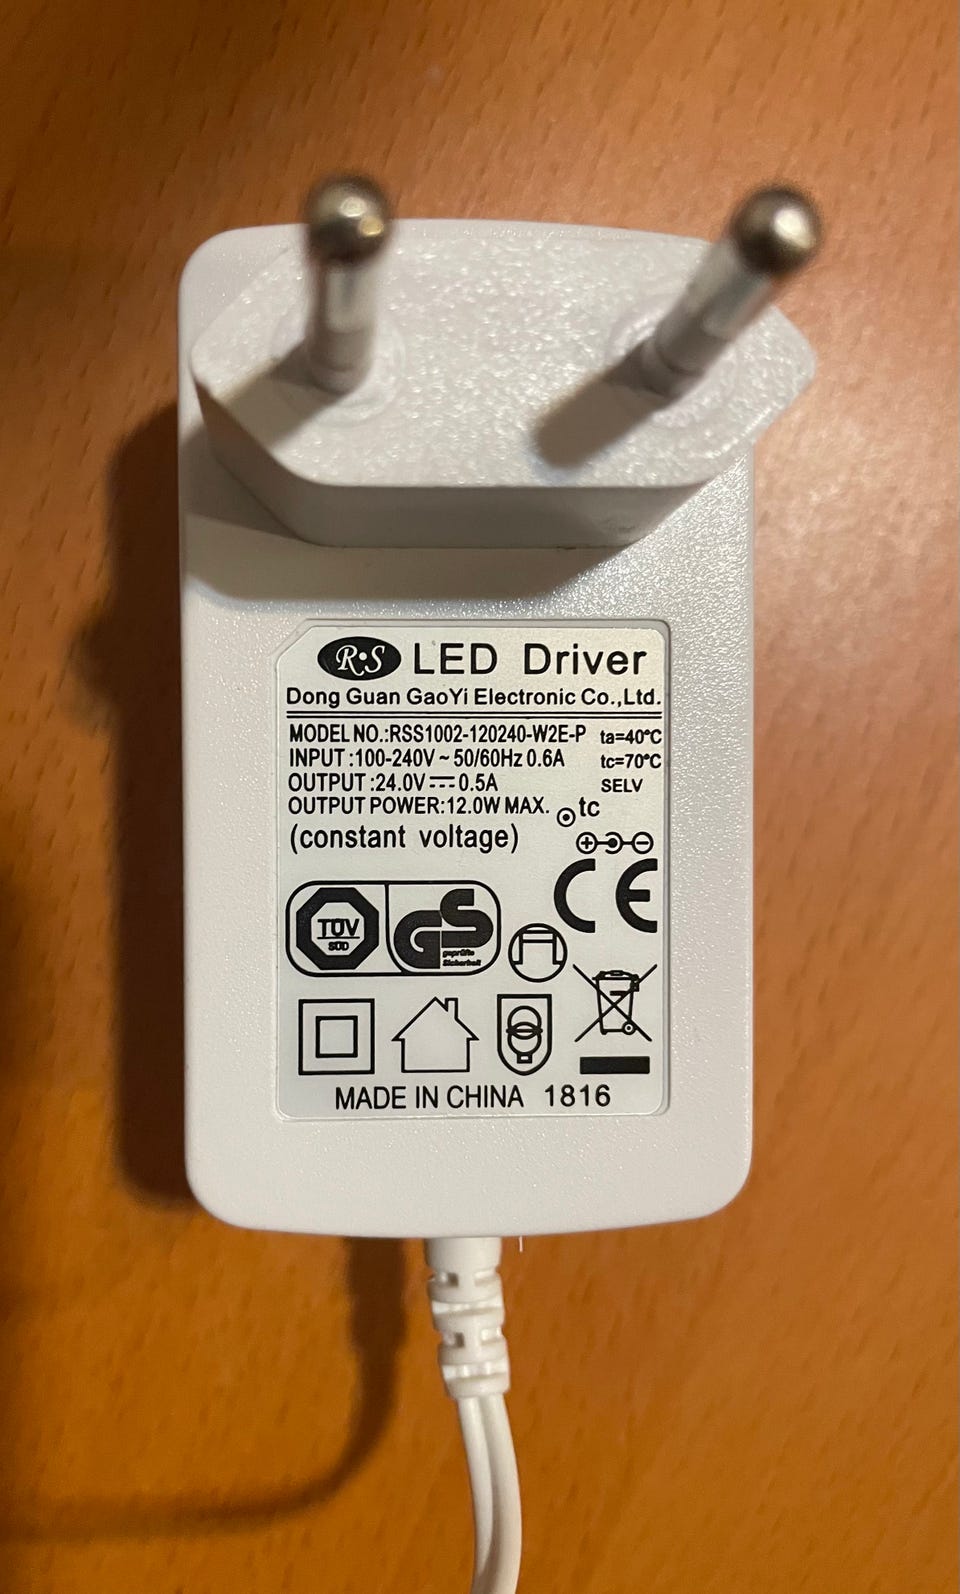 R·S LED Driver
Dong Guan GaoYi Electronic Co.,Ltd.
MODEL NO.:RSS1002-120240-W2E-P ta=40℃
INPUT :100-240V ~ 50/60Hz 0.6A tc=70℃
OUTPUT :24.0V⎓0.5A SELV
OUTPUT POWER:12.0W MAX. tc
(constant voltage)
CE
TÜV
SÜD
GS
geprüfte
Sicherheit
MADE IN CHINA 1816